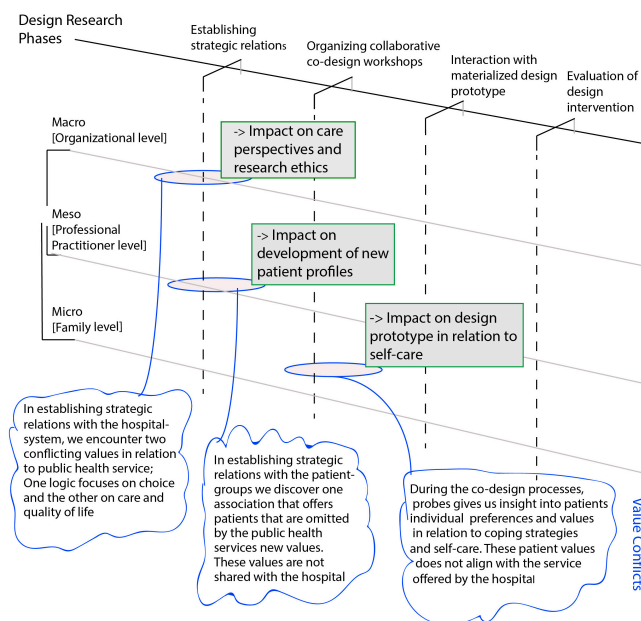 Design Research
Phases
Establishing
strategic relations
Organizing collaborative
co-design workshops
Interaction with
materialized design
prototype
Evaluation of
design
intervention
Macro
[Organizational level]
-> Impact on care
perspectives and
research ethics
Meso
[Professional
Practitioner level]
-> Impact on
development of new
patient profiles
Micro
[Family level]
-> Impact on design
prototype in relation to
self-care
In establishing strategic
relations with the hospital-
system, we encounter two
conflicting values in relation
to public health service;
One logic focuses on choice
and the other on care and
quality of life
In establishing strategic
relations with the patient-
groups we discover one
association that offers
patients that are omitted
by the public health
services new values.
These values are not
shared with the hospital
During the co-design processes,
probes gives us insight into patients
individual preferences and values
in relation to coping strategies
and self-care. These patient values
does not align with the service
offered by the hospital
Value Conflicts